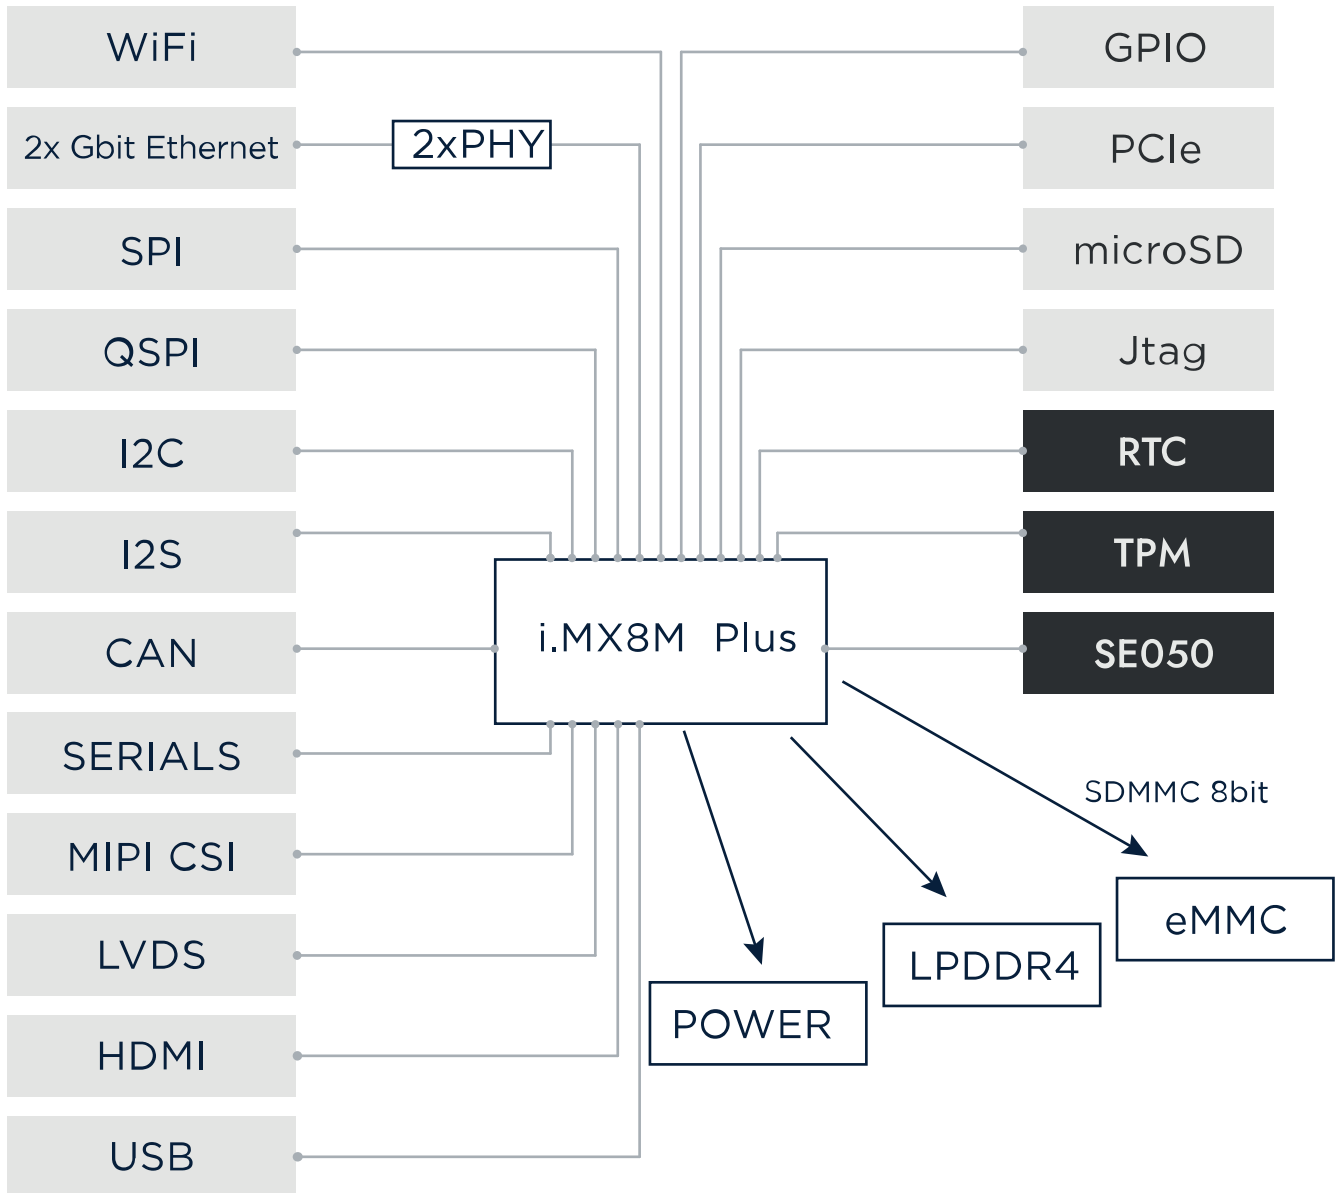 WiFi
2x Gbit Ethernet
2xPHY
SPI
QSPI
I2C
I2S
CAN
SERIALS
MIPI CSI
LVDS
HDMI
USB
i.MX8M Plus
GPIO
PCIe
microSD
Jtag
RTC
TPM
SE050
SDMMC 8bit
eMMC
LPDDR4
POWER